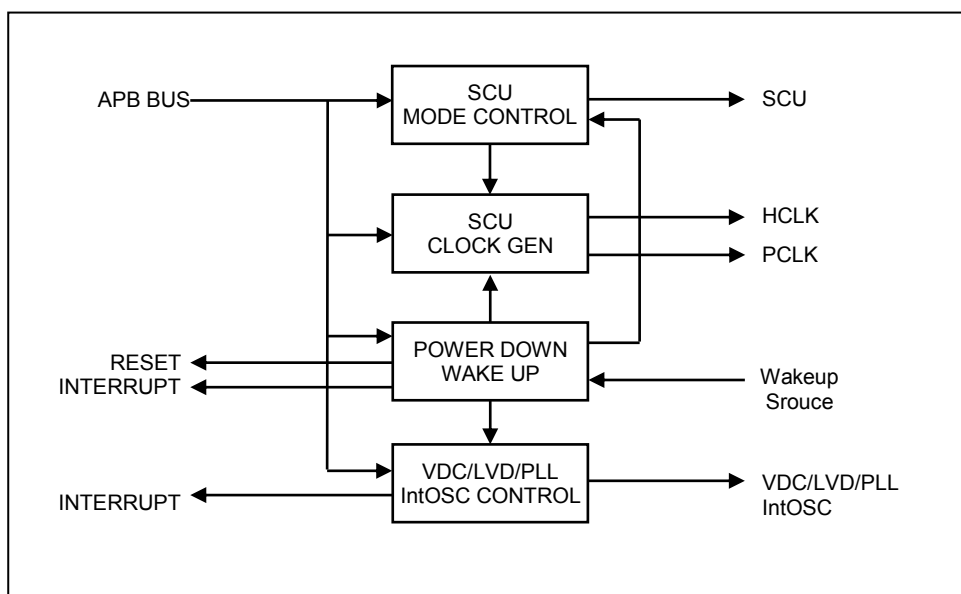 APB BUS
SCU
MODE CONTROL
SCU
SCU
CLOCK GEN
HCLK
PCLK
POWER DOWN
WAKE UP
RESET
INTERRUPT
Wakeup
Srouce
VDC/LVD/PLL
IntOSC CONTROL
INTERRUPT
VDC/LVD/PLL
IntOSC